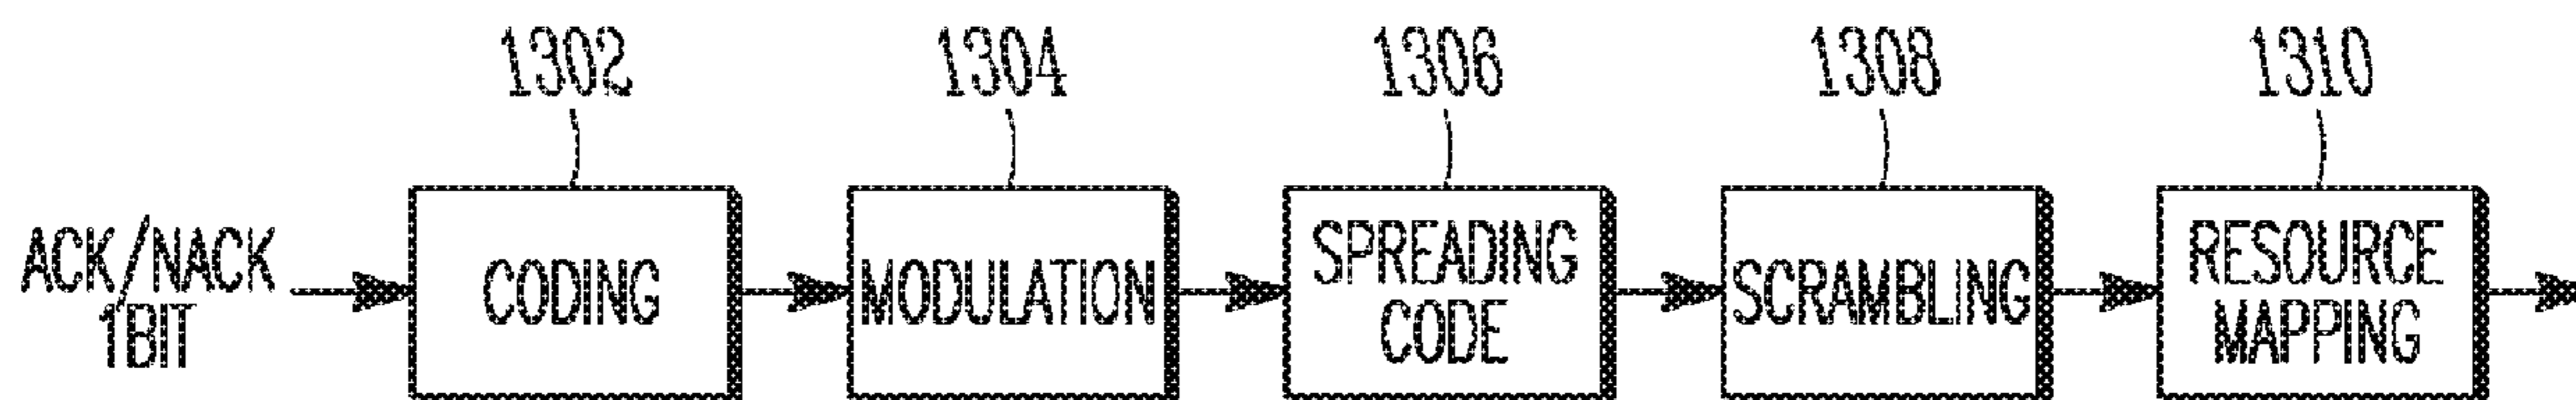 1302 1304 1306 1308 1310
ACK/NACK
1BIT
CODING
MODULATION
SPREADING
CODE
SCRAMBLING
RESOURCE
MAPPING